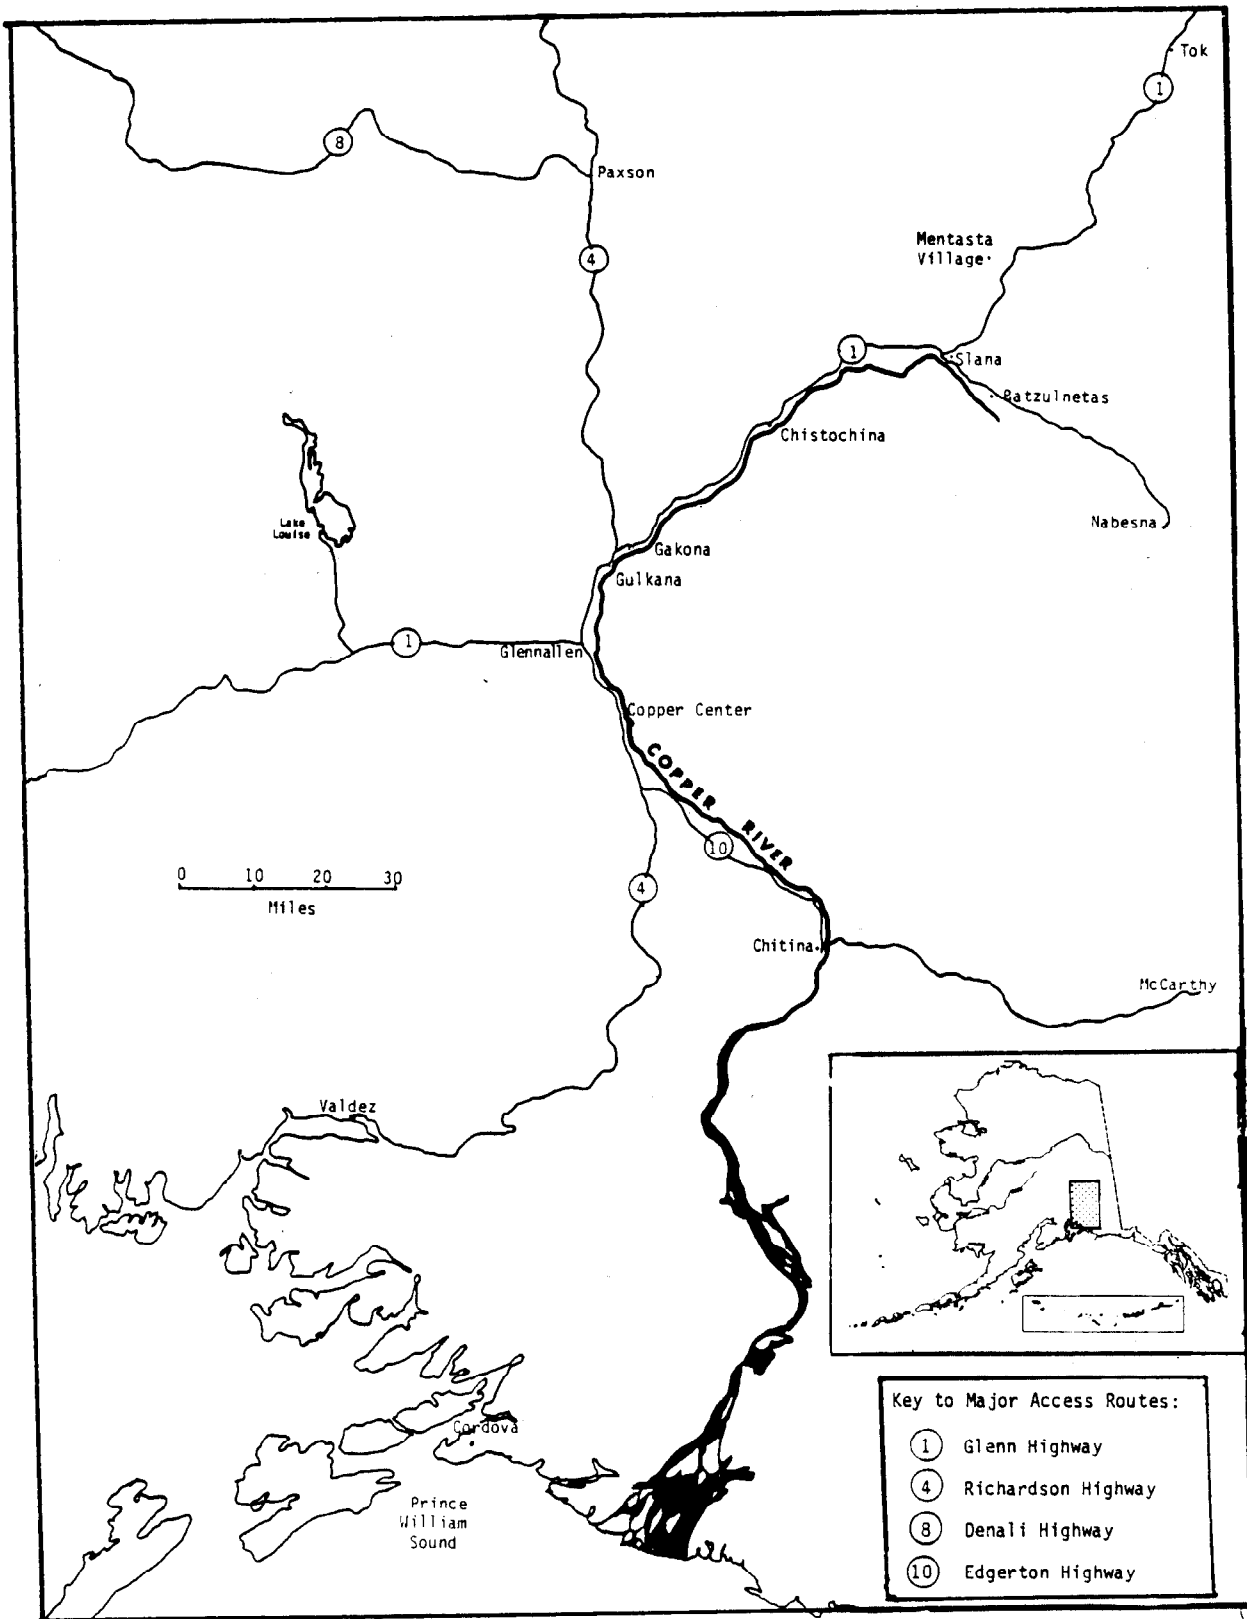 Tok
1
8
Paxson
Mentasta
Village
4
1
Slana
Batzulnetas
Chistochina
Lake
Louise
Nabesna
Gakona
Gulkana
1
Glennallen
Copper Center
COPPER RIVER
10
0 10 20 30
Miles
4
Chitina
McCarthy
Valdez
Cordova
Prince
William
Sound
Key to Major Access Routes:
1 Glenn Highway
4 Richardson Highway
8 Denali Highway
10 Edgerton Highway